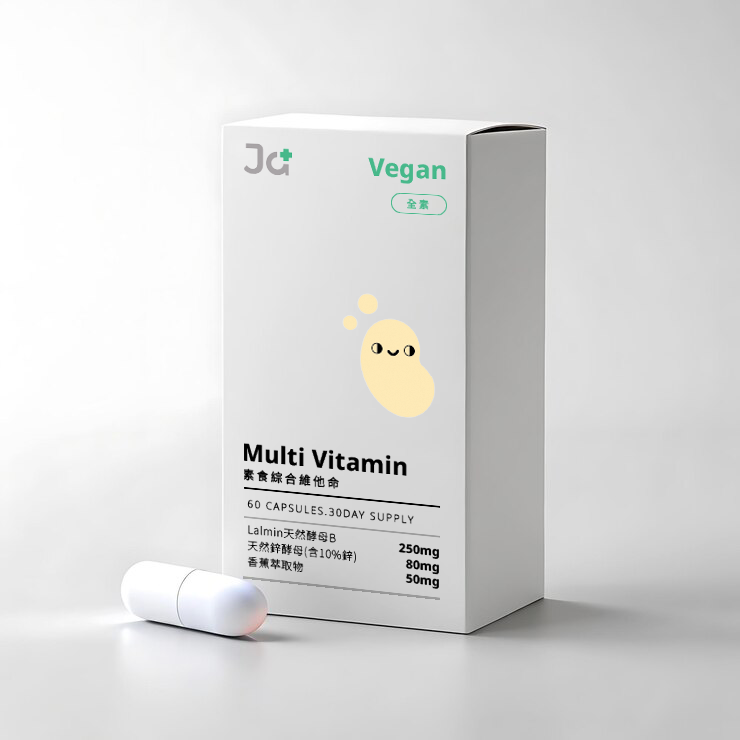 JG+
Vegan
全素
Multi Vitamin
素食綜合維他命
60 CAPSULES.30DAY SUPPLY
Lalmin天然酵母B 250mg
天然鋅酵母(含10%鋅) 80mg
香蕉萃取物 50mg